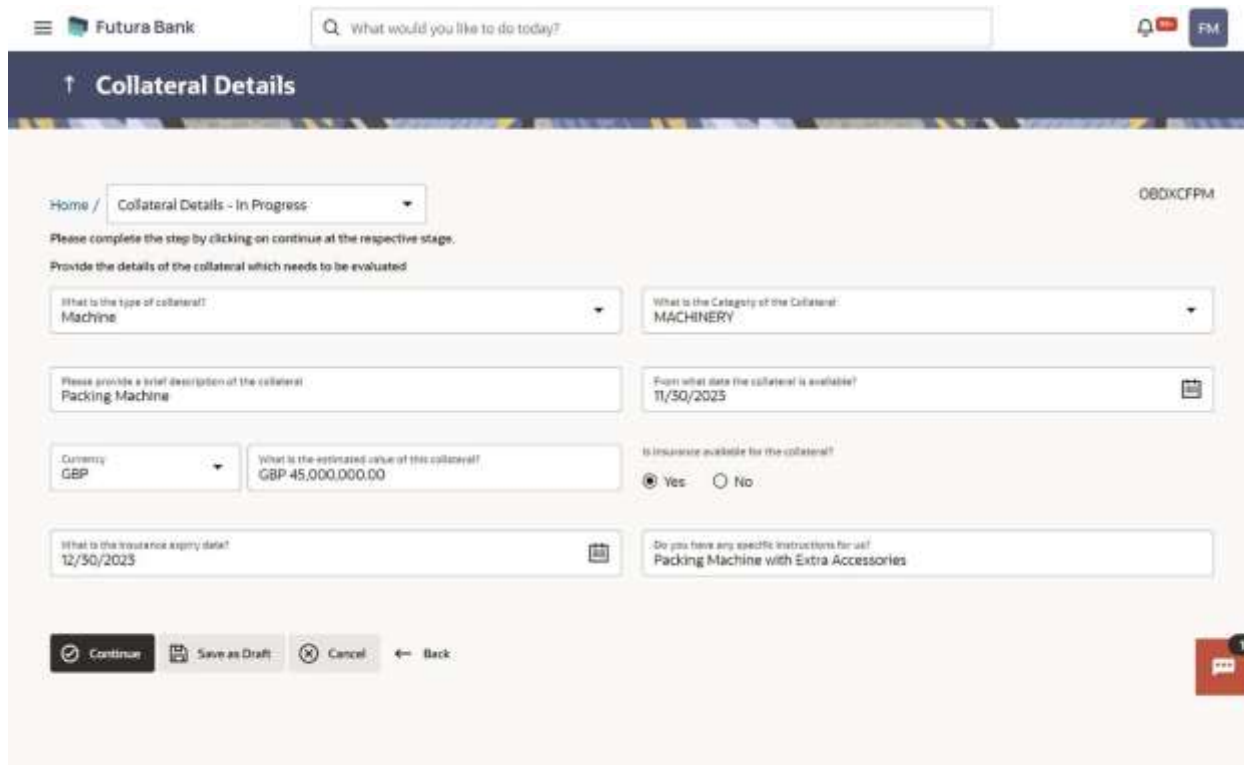 Futura Bank
What would you like to do today?
FM
↑ Collateral Details
OBDXCFPM
Home / Collateral Details - In Progress
Please complete the step by clicking on continue at the respective stage.
Provide the details of the collateral which needs to be evaluated
What is the type of collateral?
Machine
What is the Category of the Collateral
MACHINERY
Please provide a brief description of the collateral
Packing Machine
From what date the collateral is available?
11/30/2023
Currency
GBP
What is the estimated value of this collateral?
GBP 45,000,000.00
Is insurance available for the collateral?
Yes No
What is the insurance expiry date?
12/30/2023
Do you have any specific instructions for us?
Packing Machine with Extra Accessories
Continue Save as Draft Cancel Back